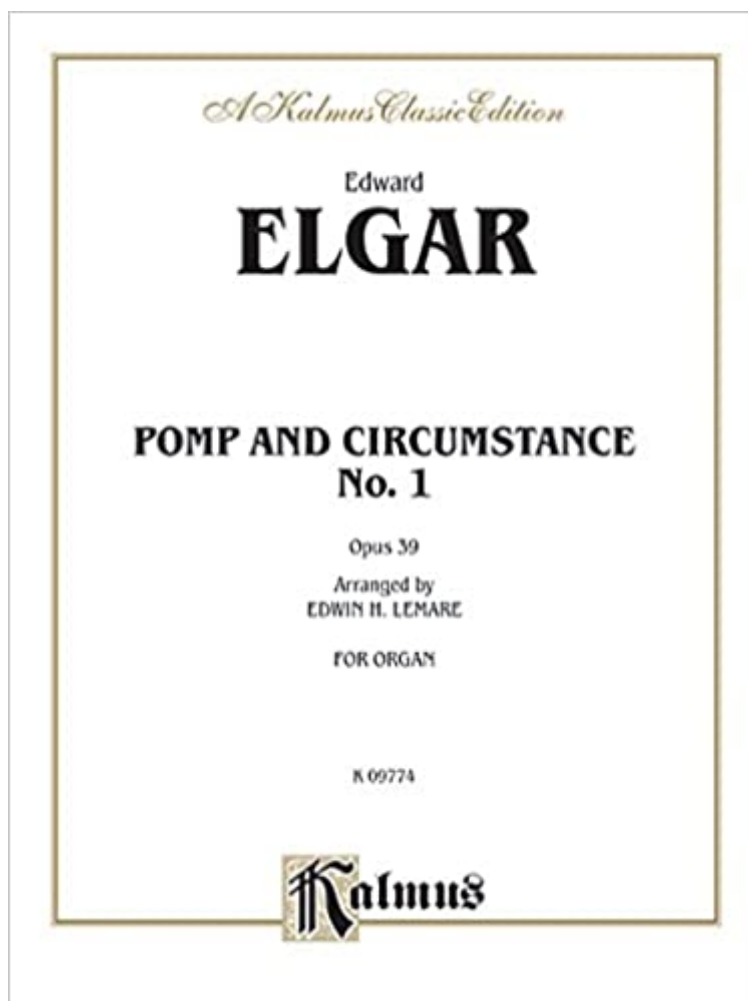 A Kalmus Classic Edition
Edward
ELGAR
POMP AND CIRCUMSTANCE
No. 1
Opus 39
Arranged by
EDWIN H. LEMARE
FOR ORGAN
K 09774
Kalmus